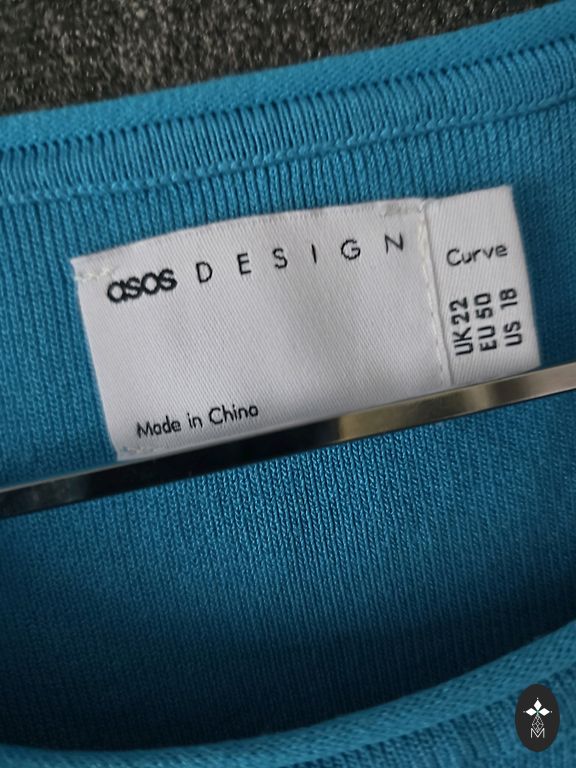 asos DESIGN
Curve
UK 22
EU 50
US 18
Made in China
M